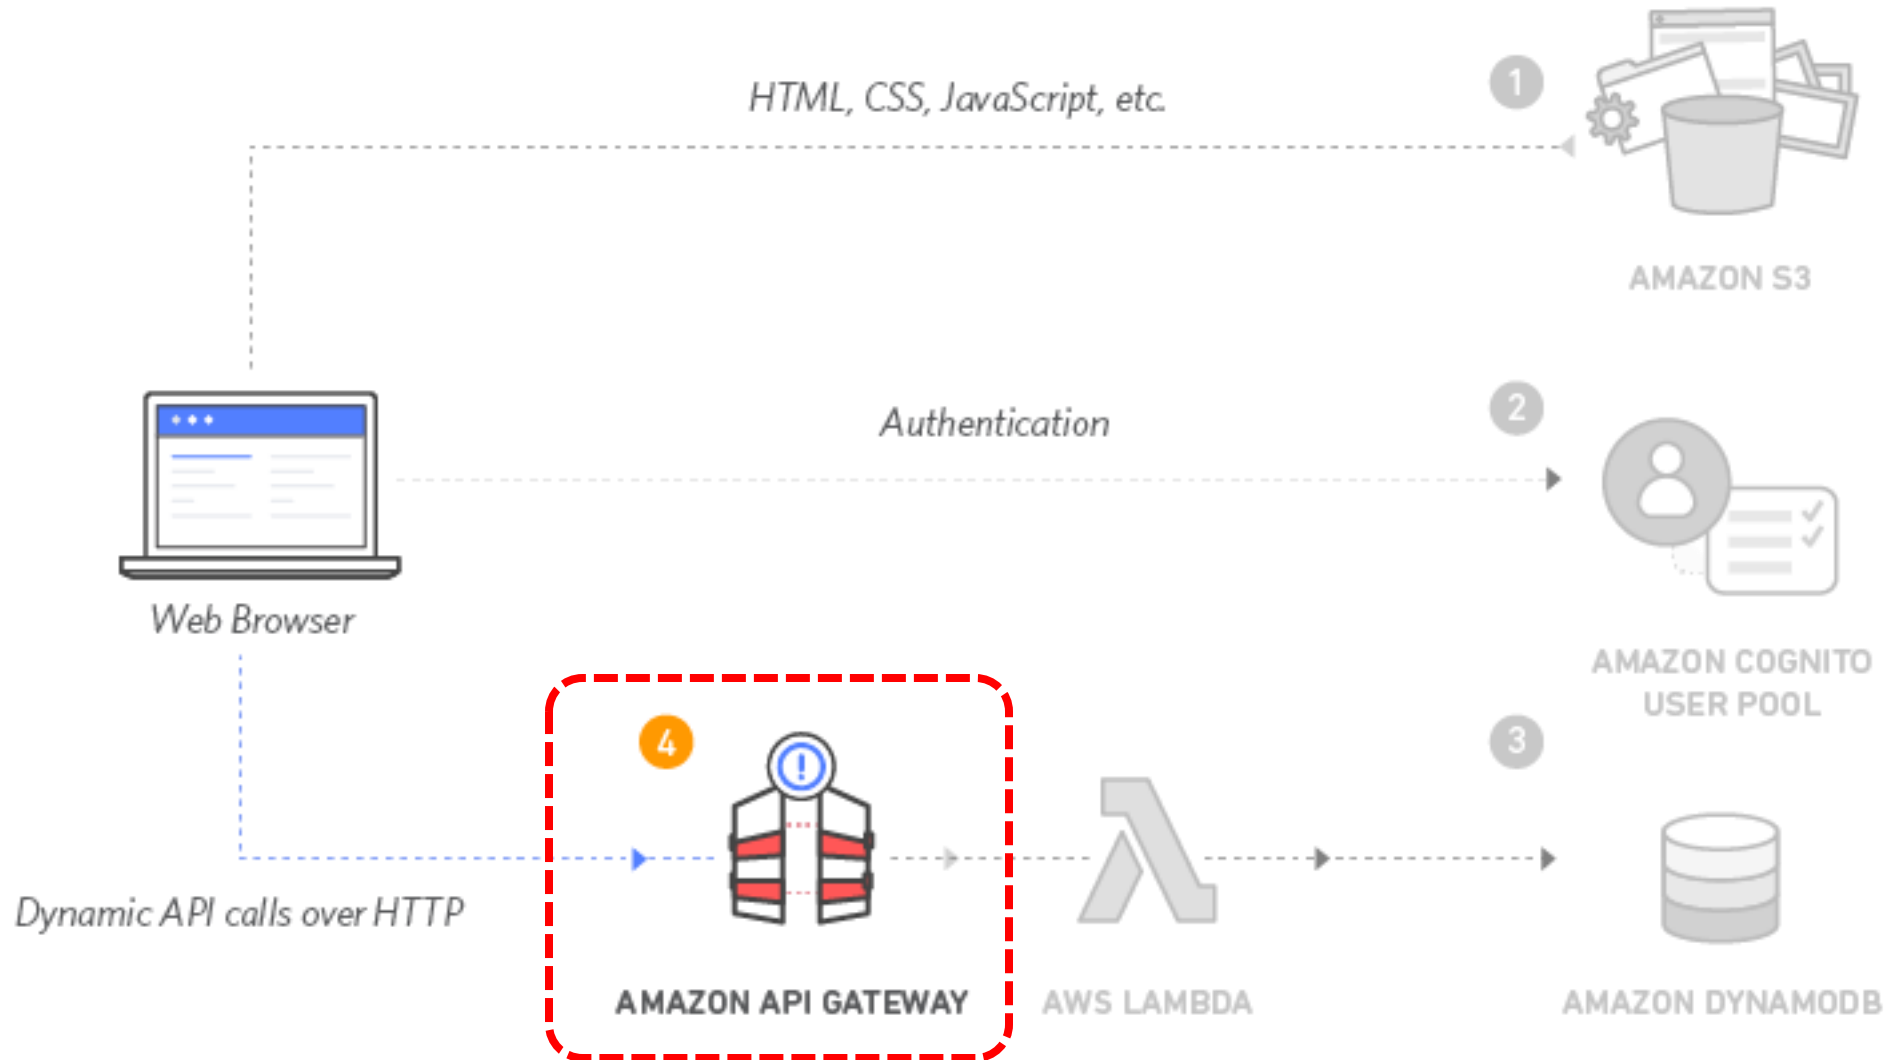 HTML, CSS, JavaScript, etc.
1
AMAZON S3
Authentication
2
Web Browser
AMAZON COGNITO
USER POOL
4
3
Dynamic API calls over HTTP
AMAZON API GATEWAY
AWS LAMBDA
AMAZON DYNAMODB